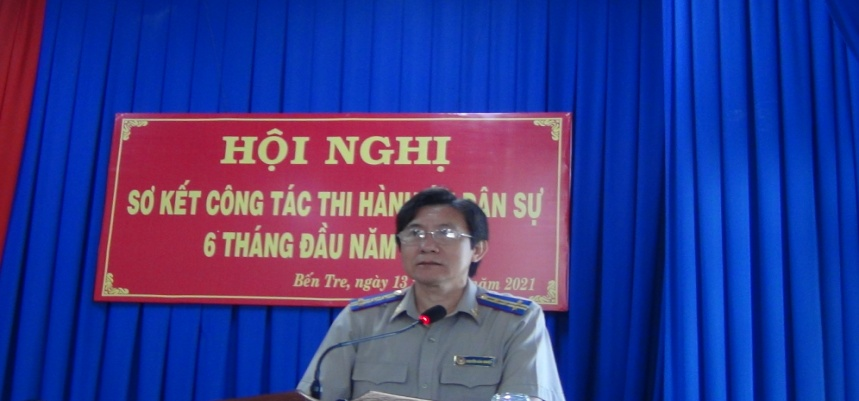 HỘI NGHỊ
SƠ KẾT CÔNG TÁC THI HÀNH DÂN SỰ
6 THÁNG ĐẦU NĂM
Bến Tre, ngày 13 năm 2021